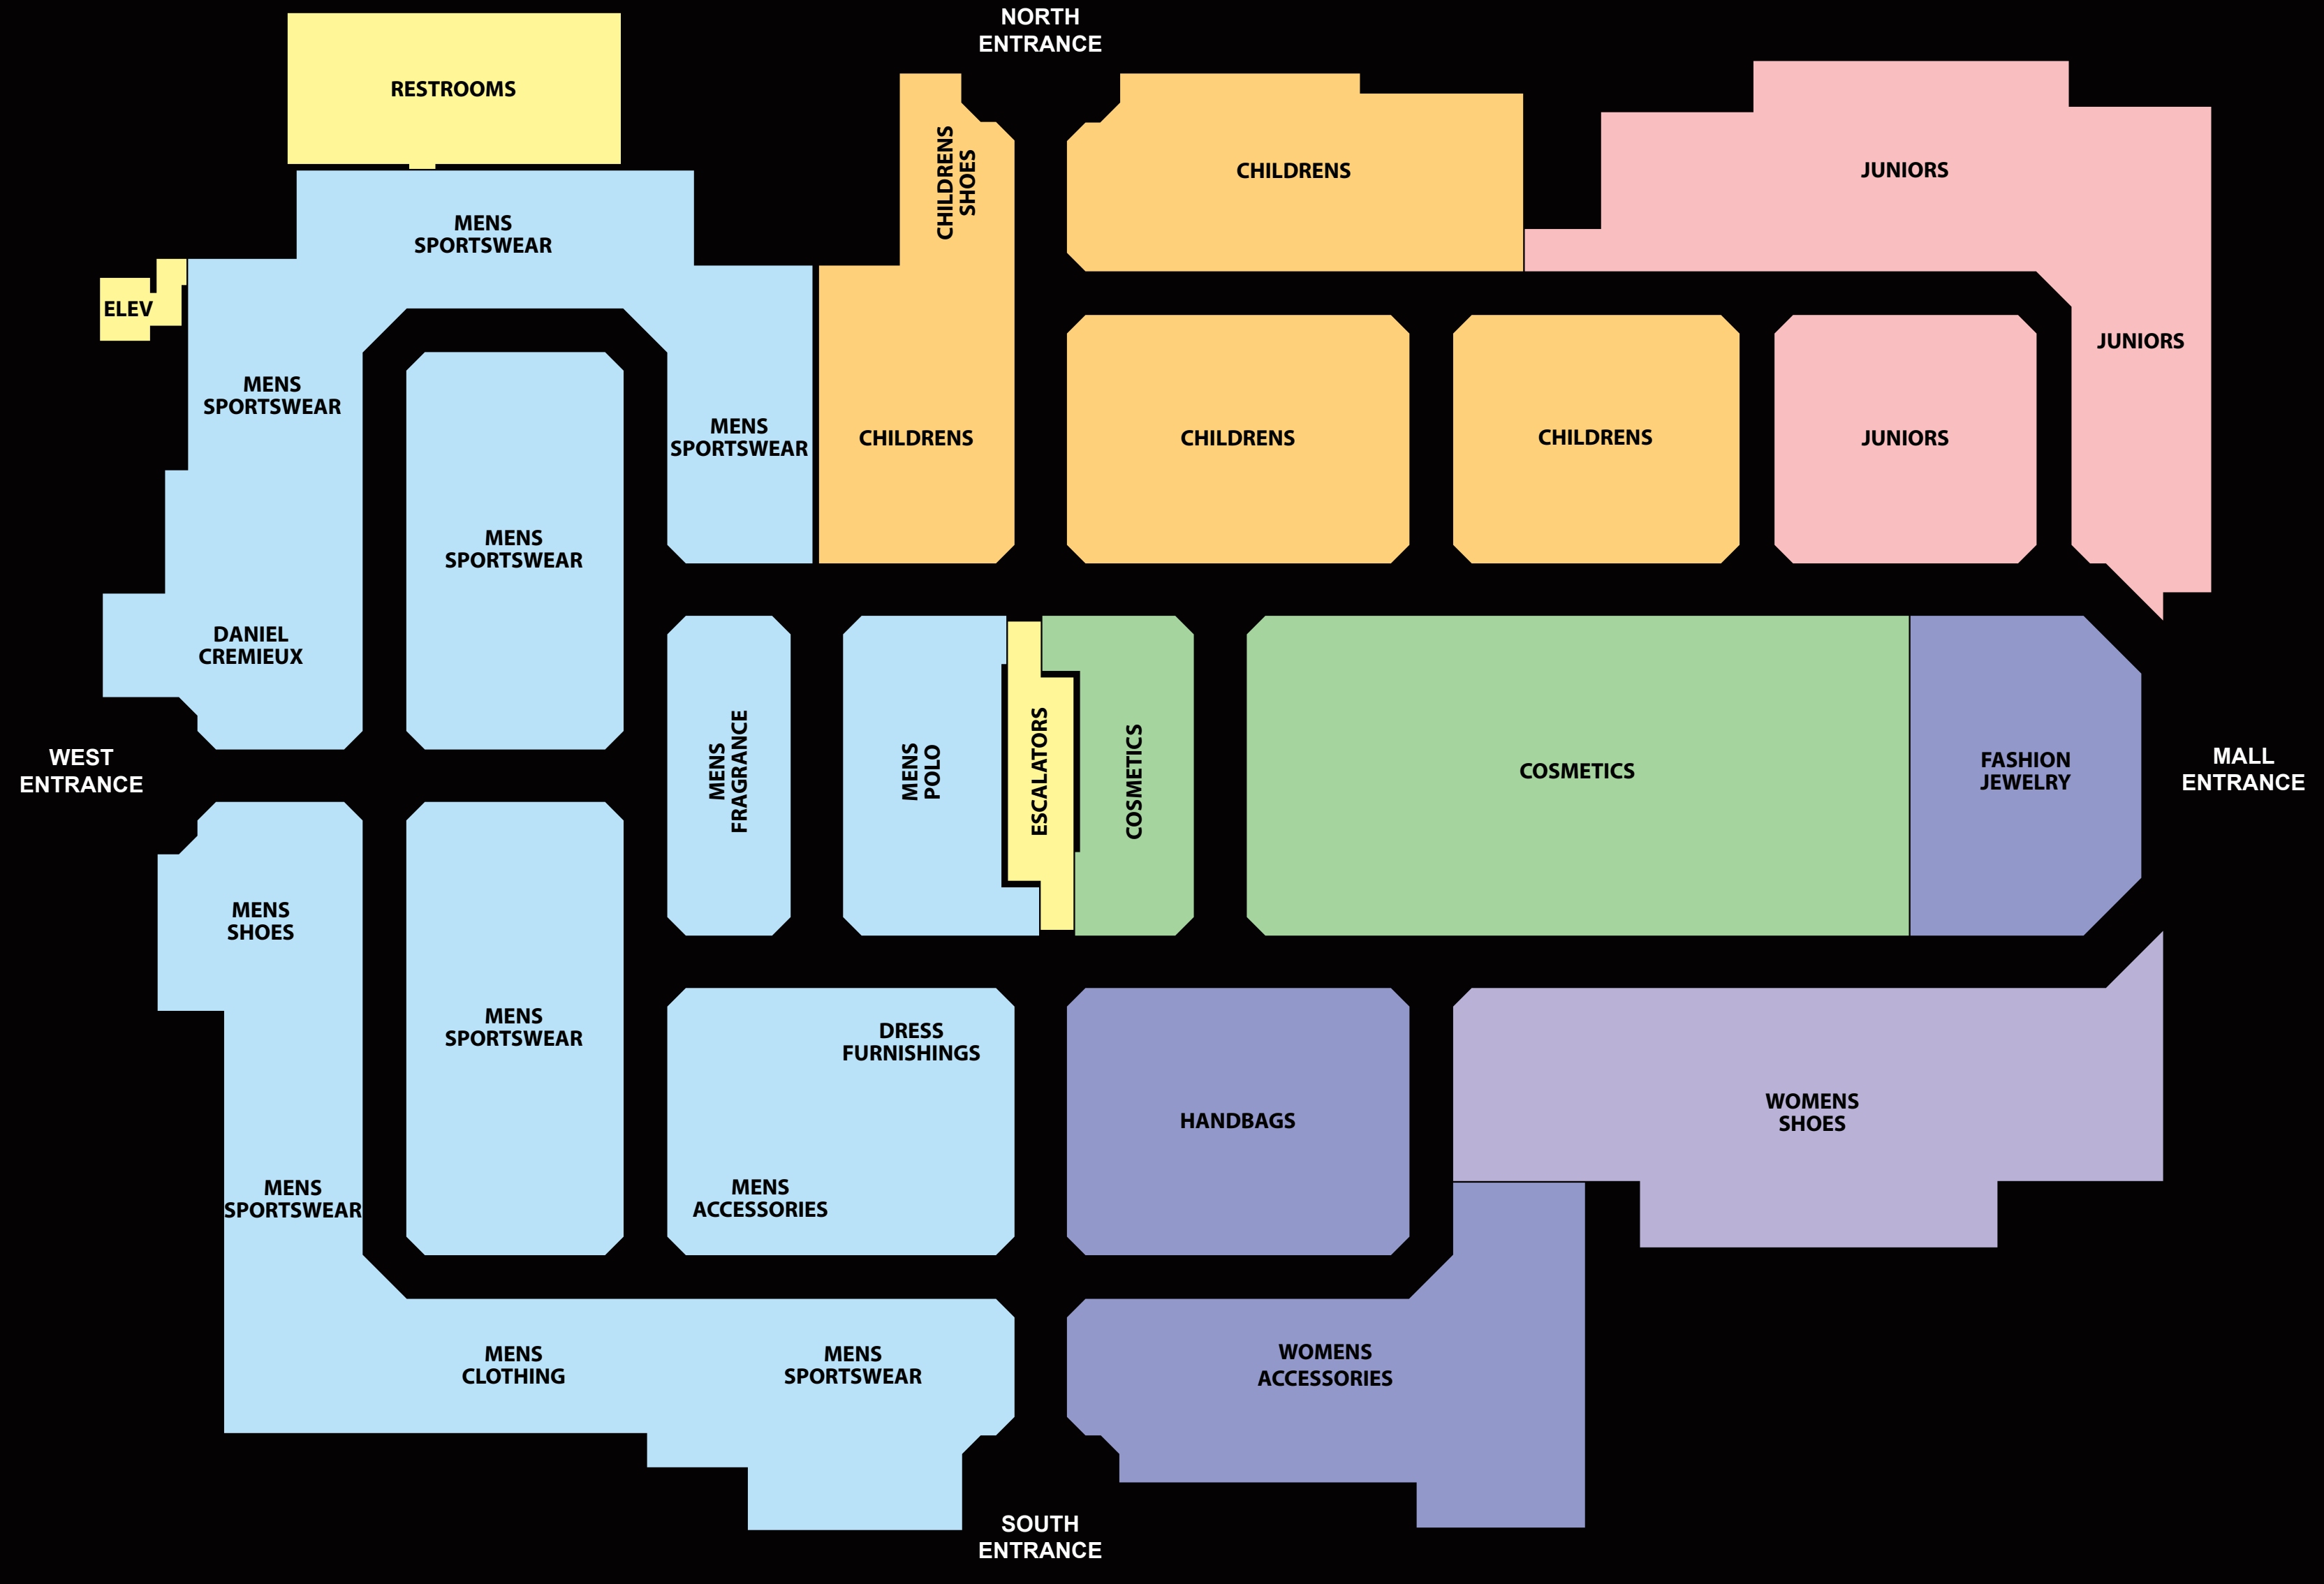 NORTH
ENTRANCE
RESTROOMS
CHILDRENS
SHOES
CHILDRENS
JUNIORS
MENS
SPORTSWEAR
ELEV
JUNIORS
MENS
SPORTSWEAR
MENS
SPORTSWEAR
CHILDRENS
CHILDRENS
CHILDRENS
JUNIORS
MENS
SPORTSWEAR
DANIEL
CREMIEUX
WEST
ENTRANCE
MENS
FRAGRANCE
MENS
POLO
ESCALATORS
COSMETICS
COSMETICS
FASHION
JEWELRY
MALL
ENTRANCE
MENS
SHOES
MENS
SPORTSWEAR
DRESS
FURNISHINGS
HANDBAGS
WOMENS
SHOES
MENS
SPORTSWEAR
MENS
ACCESSORIES
MENS
CLOTHING
MENS
SPORTSWEAR
WOMENS
ACCESSORIES
SOUTH
ENTRANCE